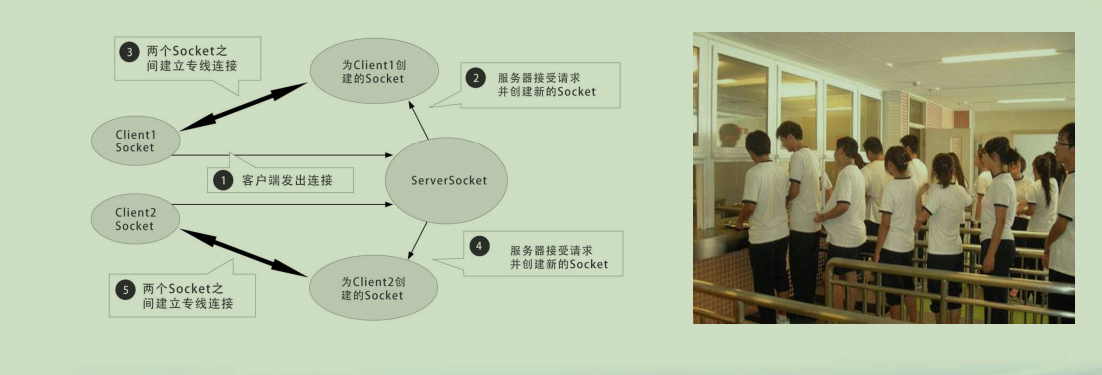 3 两个Socket之
间建立专线连接
为Client1创
建的Socket
2 服务器接受请求
并创建新的Socket
Client1
Socket
1 客户端发出连接
ServerSocket
Client2
Socket
4 服务器接受请求
并创建新的Socket
5 两个Socket之
间建立专线连接
为Client2创
建的Socket